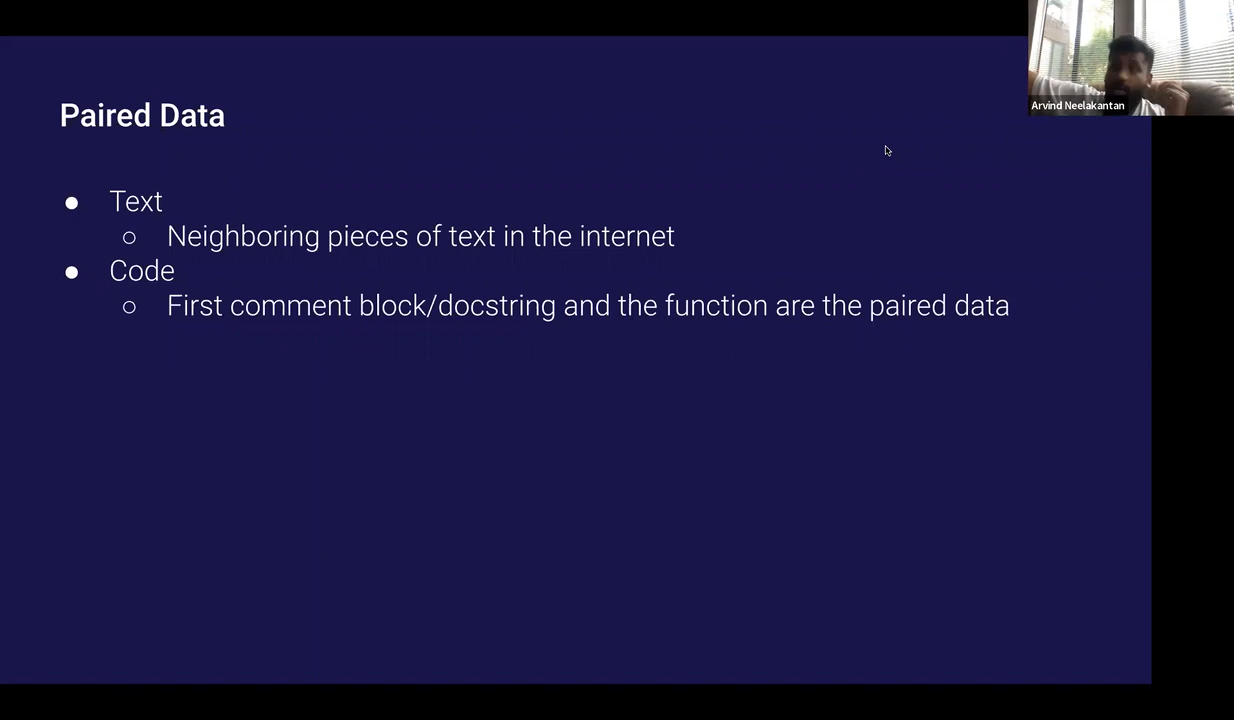 Paired Data
● Text
○ Neighboring pieces of text in the internet
● Code
○ First comment block/docstring and the function are the paired data
Arvind Neelakantan